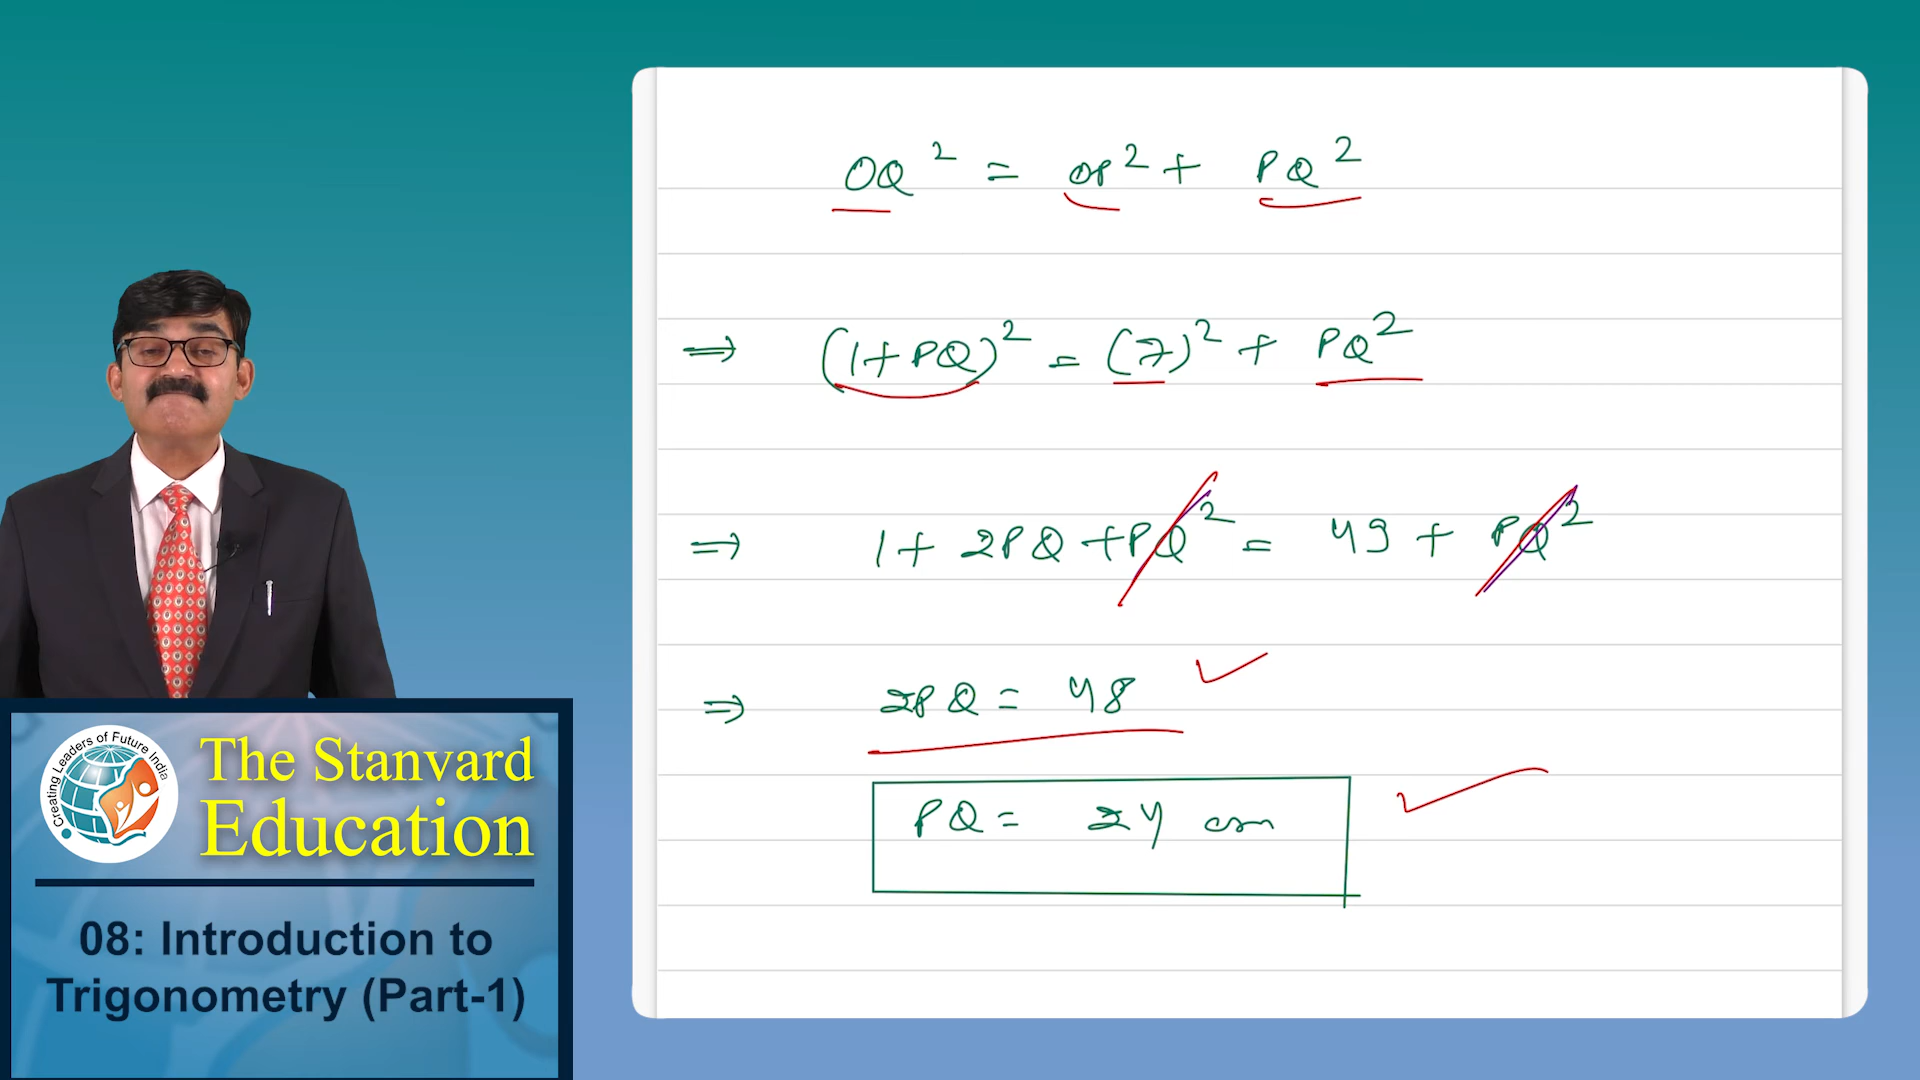 OQ² = OP² + PQ²
⇒ (1+PQ)² = (7)² + PQ²
⇒ 1 + 2PQ + PQ² = 49 + PQ²
⇒ 2PQ = 48
PQ = 24 cm
Creating Leaders of Future India
The Stanvard
Education
08: Introduction to
Trigonometry (Part-1)